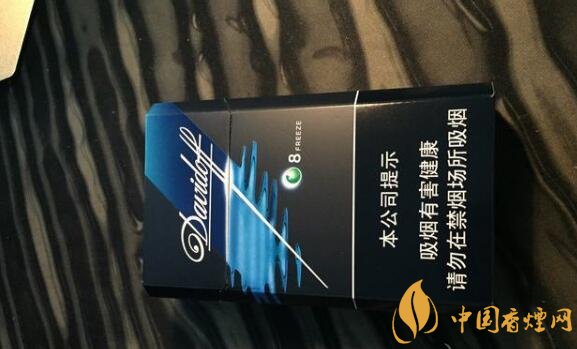 Davidoff
8 FREEZE
本公司提示
吸烟有害健康
请勿在禁烟场所吸烟
中国香煙网